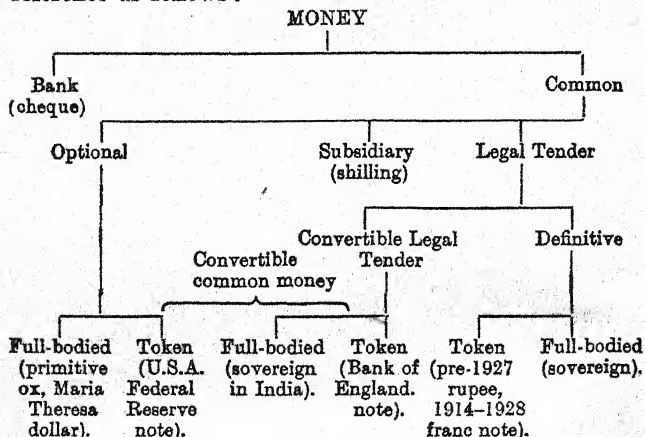 MONEY
Bank
(cheque)
Common
Optional
Subsidiary
(shilling)
Legal Tender
Convertible
common money
Convertible Legal
Tender
Definitive
Full-bodied
(primitive
ox, Maria
Theresa
dollar).
Token
(U.S.A.
Federal
Reserve
note).
Full-bodied
(sovereign
in India).
Token
(Bank of
England.
note).
Token
(pre-1927
rupee,
1914–1928
franc note).
Full-bodied
(sovereign).